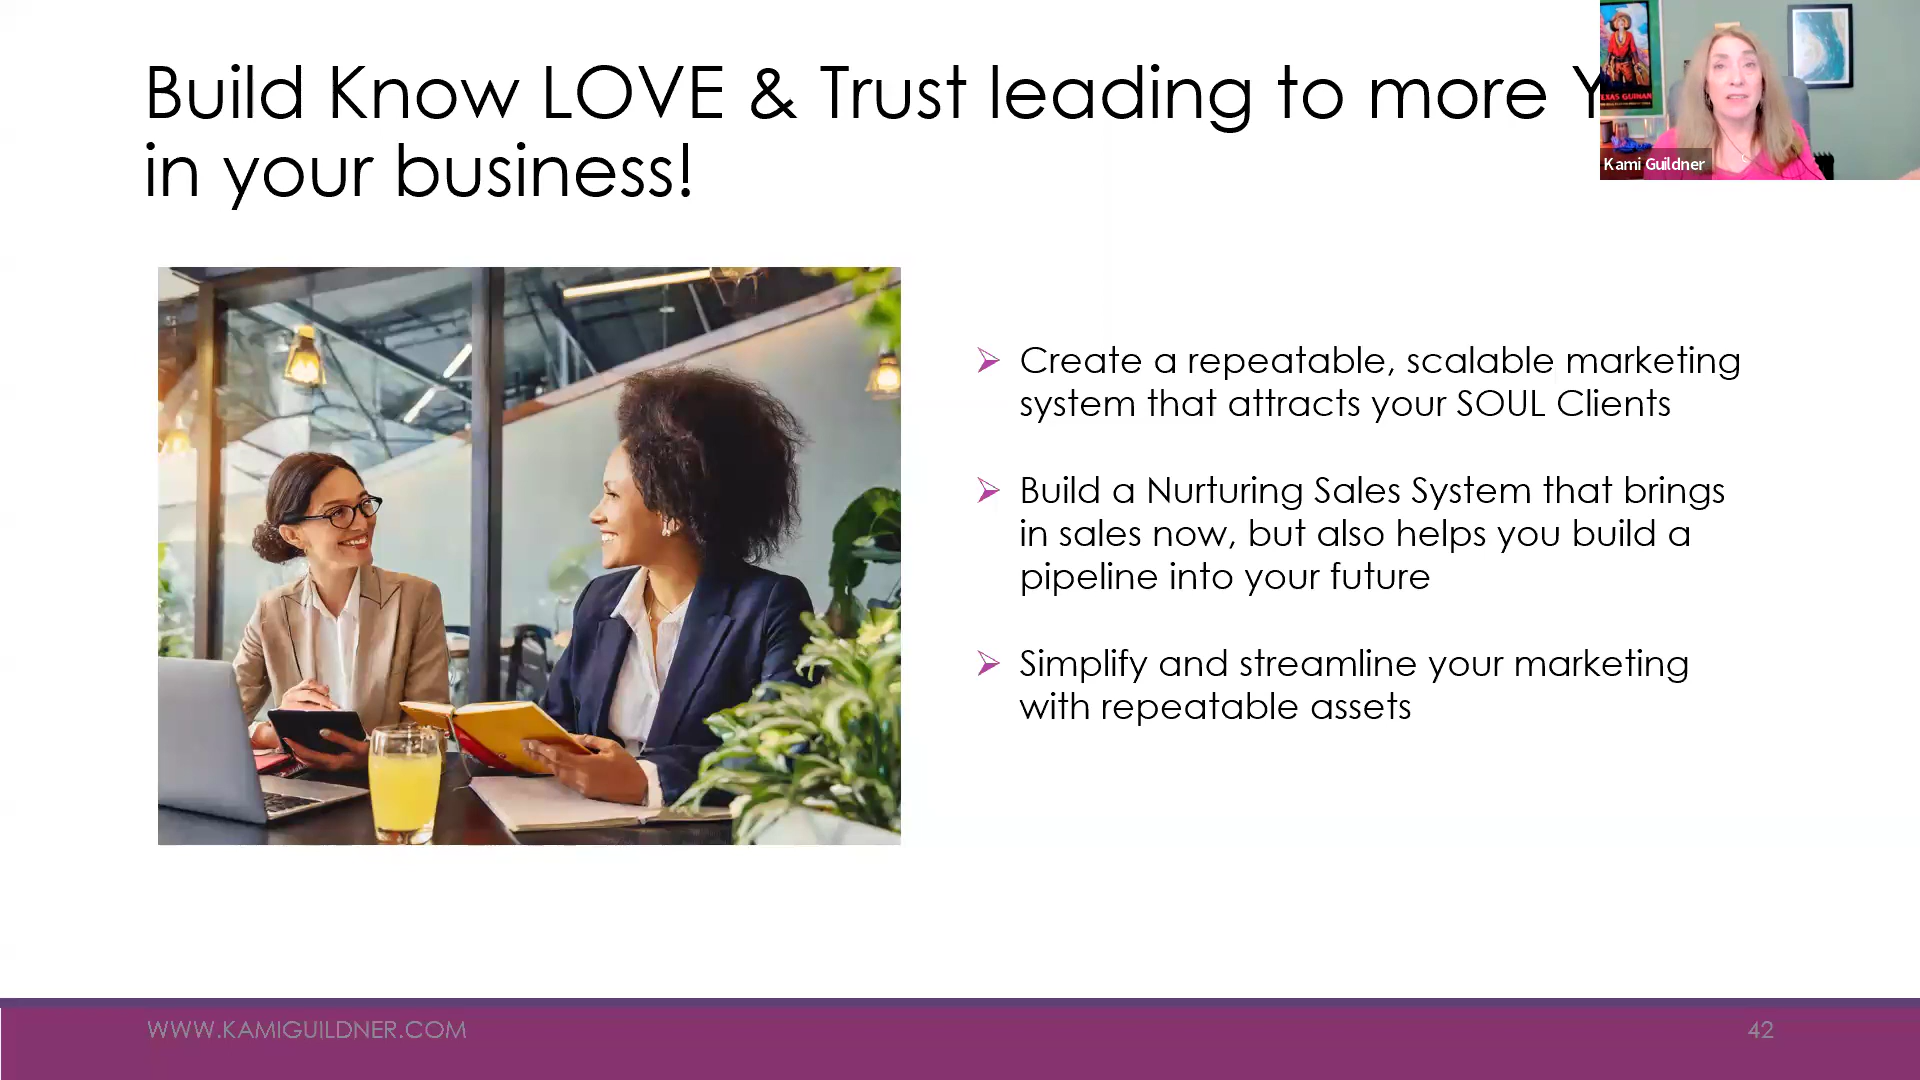 Build Know LOVE & Trust leading to more
in your business!
Kami Guildner
Create a repeatable, scalable marketing
system that attracts your SOUL Clients
Build a Nurturing Sales System that brings
in sales now, but also helps you build a
pipeline into your future
Simplify and streamline your marketing
with repeatable assets
WWW.KAMIGUILDNER.COM
42